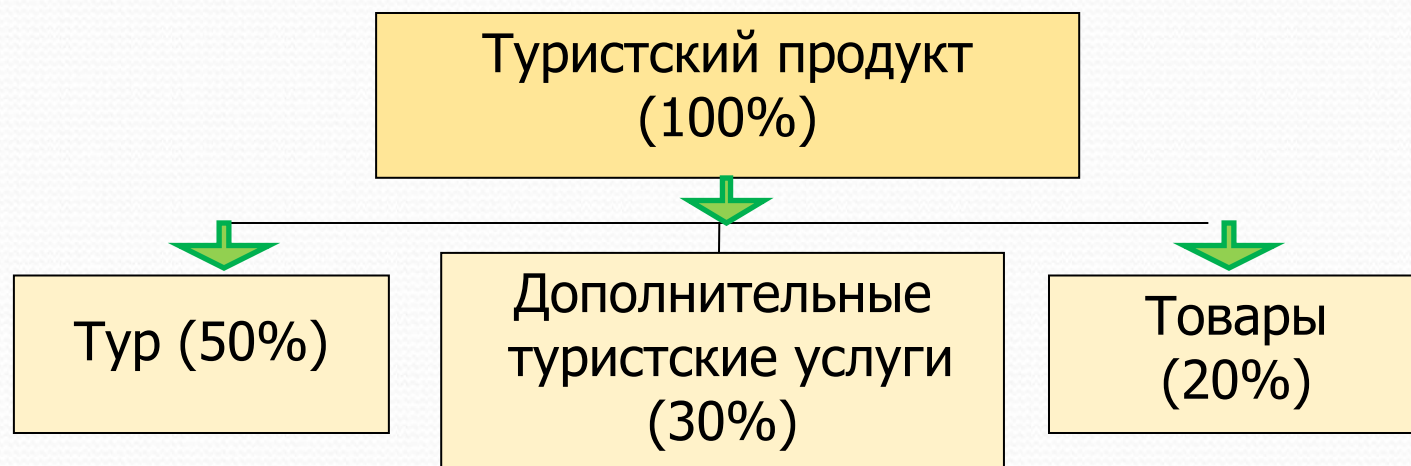 Туристский продукт
(100%)
Тур (50%)
Дополнительные
туристские услуги
(30%)
Товары
(20%)